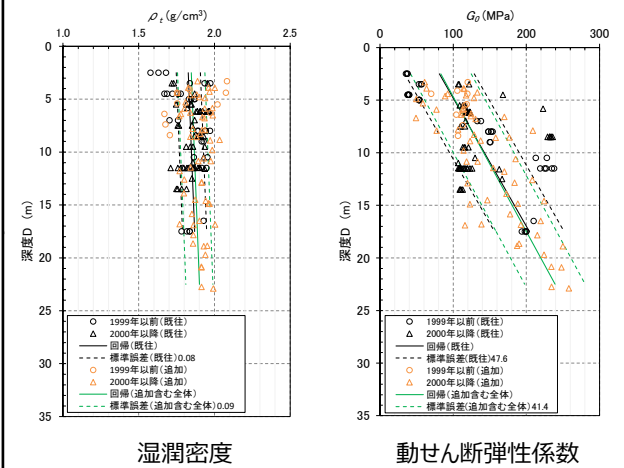 ρt (g/cm³)
1.0 1.5 2.0 2.5
0
5
10
15
20
25
30
35
深度D (m)
○ 1999年以前(既往)
△ 2000年以降(既往)
回帰(既往)
標準誤差(既往)0.08
○ 1999年以前(追加)
△ 2000年以降(追加)
回帰(追加含む全体)
標準誤差(追加含む全体)0.09
湿潤密度
G0 (MPa)
0 100 200 300
0
5
10
15
20
25
30
35
深度D (m)
○ 1999年以前(既往)
△ 2000年以降(既往)
回帰(既往)
標準誤差(既往)47.6
○ 1999年以前(追加)
△ 2000年以降(追加)
回帰(追加含む全体)
標準誤差(追加含む全体)41.4
動せん断弾性係数